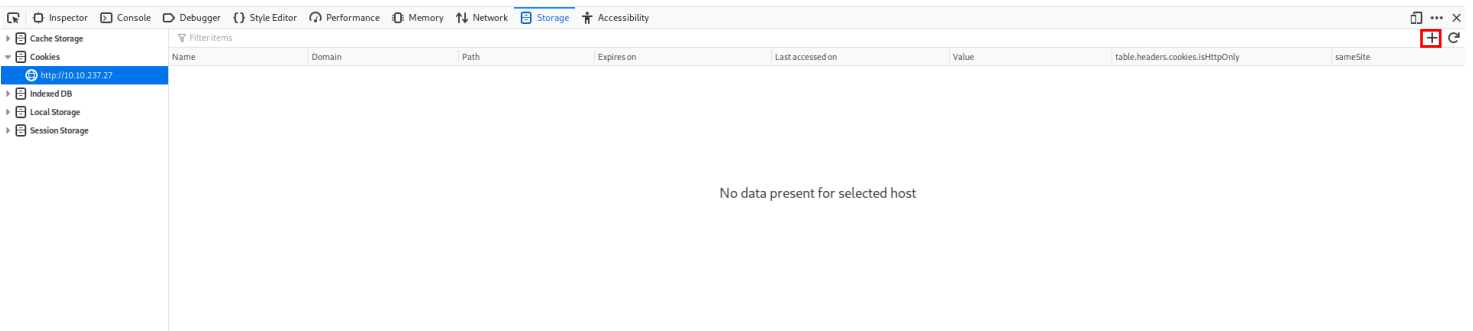 Inspector Console Debugger Style Editor Performance Memory Network Storage Accessibility
Cache Storage
Filter items
Cookies
Name Domain Path Expires on Last accessed on Value table.headers.cookies.isHttpOnly sameSite
http://10.10.237.27
Indexed DB
Local Storage
Session Storage
No data present for selected host